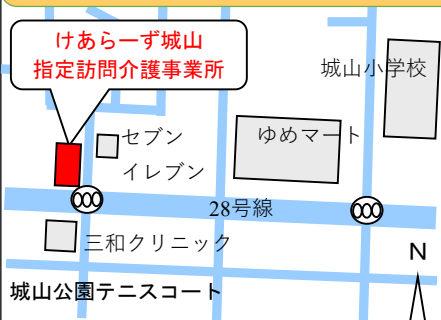 けあらーず城山
指定訪問介護事業所
城山小学校
セブン
イレブン
ゆめマート
28号線
三和クリニック
N
城山公園テニスコート